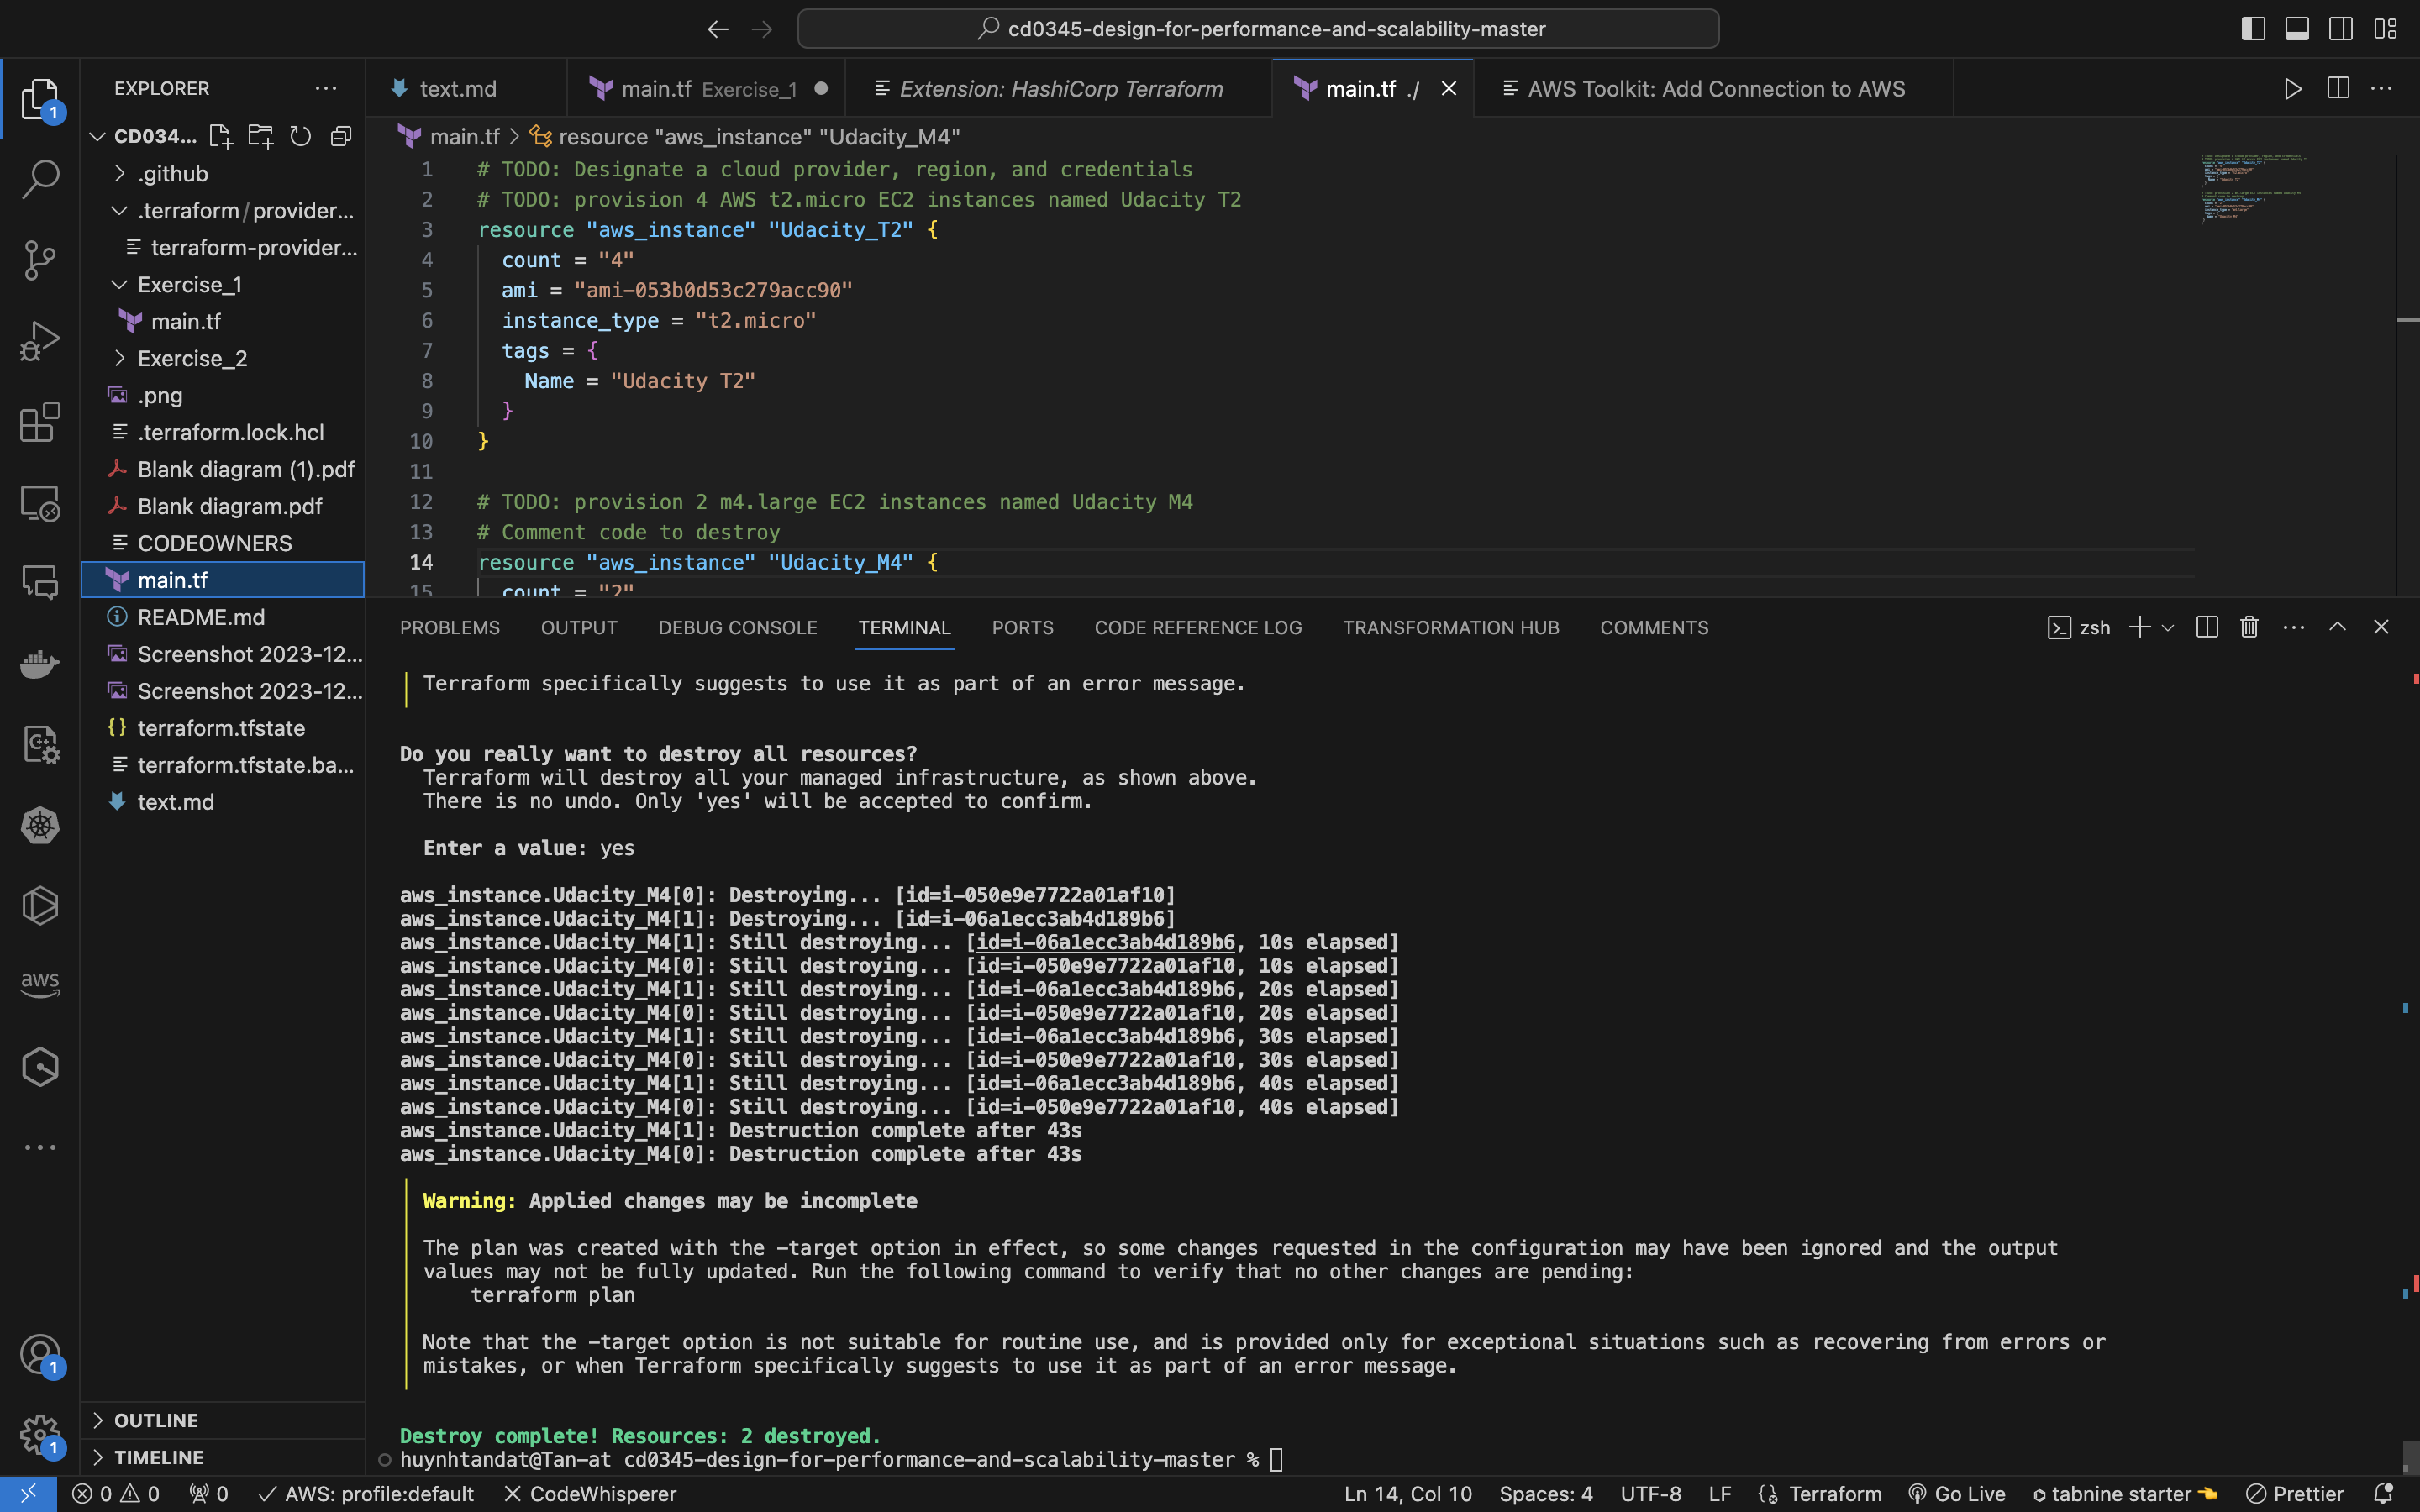 cd0345-design-for-performance-and-scalability-master
EXPLORER
text.md
main.tf Exercise_1
Extension: HashiCorp Terraform
main.tf ./
AWS Toolkit: Add Connection to AWS
CD034...
.github
.terraform/provider...
terraform-provider...
Exercise_1
main.tf
Exercise_2
.png
.terraform.lock.hcl
Blank diagram (1).pdf
Blank diagram.pdf
CODEOWNERS
main.tf
README.md
Screenshot 2023-12...
Screenshot 2023-12...
terraform.tfstate
terraform.tfstate.ba...
text.md
OUTLINE
TIMELINE
1
aws
1
1
main.tf > resource "aws_instance" "Udacity_M4"
1 # TODO: Designate a cloud provider, region, and credentials
2 # TODO: provision 4 AWS t2.micro EC2 instances named Udacity T2
3 resource "aws_instance" "Udacity_T2" {
4 count = "4"
5 ami = "ami-053b0d53c279acc90"
6 instance_type = "t2.micro"
7 tags = {
8 Name = "Udacity T2"
9 }
10 }
11
12 # TODO: provision 2 m4.large EC2 instances named Udacity M4
13 # Comment code to destroy
14 resource "aws_instance" "Udacity_M4" {
15 count = "2"
PROBLEMS OUTPUT DEBUG CONSOLE TERMINAL PORTS CODE REFERENCE LOG TRANSFORMATION HUB COMMENTS
zsh
Terraform specifically suggests to use it as part of an error message.
Do you really want to destroy all resources?
Terraform will destroy all your managed infrastructure, as shown above.
There is no undo. Only 'yes' will be accepted to confirm.
Enter a value: yes
aws_instance.Udacity_M4[0]: Destroying... [id=i-050e9e7722a01af10]
aws_instance.Udacity_M4[1]: Destroying... [id=i-06a1ecc3ab4d189b6]
aws_instance.Udacity_M4[1]: Still destroying... [id=i-06a1ecc3ab4d189b6, 10s elapsed]
aws_instance.Udacity_M4[0]: Still destroying... [id=i-050e9e7722a01af10, 10s elapsed]
aws_instance.Udacity_M4[1]: Still destroying... [id=i-06a1ecc3ab4d189b6, 20s elapsed]
aws_instance.Udacity_M4[0]: Still destroying... [id=i-050e9e7722a01af10, 20s elapsed]
aws_instance.Udacity_M4[1]: Still destroying... [id=i-06a1ecc3ab4d189b6, 30s elapsed]
aws_instance.Udacity_M4[0]: Still destroying... [id=i-050e9e7722a01af10, 30s elapsed]
aws_instance.Udacity_M4[1]: Still destroying... [id=i-06a1ecc3ab4d189b6, 40s elapsed]
aws_instance.Udacity_M4[0]: Still destroying... [id=i-050e9e7722a01af10, 40s elapsed]
aws_instance.Udacity_M4[1]: Destruction complete after 43s
aws_instance.Udacity_M4[0]: Destruction complete after 43s
Warning: Applied changes may be incomplete
The plan was created with the -target option in effect, so some changes requested in the configuration may have been ignored and the output
values may not be fully updated. Run the following command to verify that no other changes are pending:
terraform plan
Note that the -target option is not suitable for routine use, and is provided only for exceptional situations such as recovering from errors or
mistakes, or when Terraform specifically suggests to use it as part of an error message.
Destroy complete! Resources: 2 destroyed.
huynhtandat@Tan-at cd0345-design-for-performance-and-scalability-master %
0 0 0 AWS: profile:default CodeWhisperer Ln 14, Col 10 Spaces: 4 UTF-8 LF Terraform Go Live tabnine starter Prettier